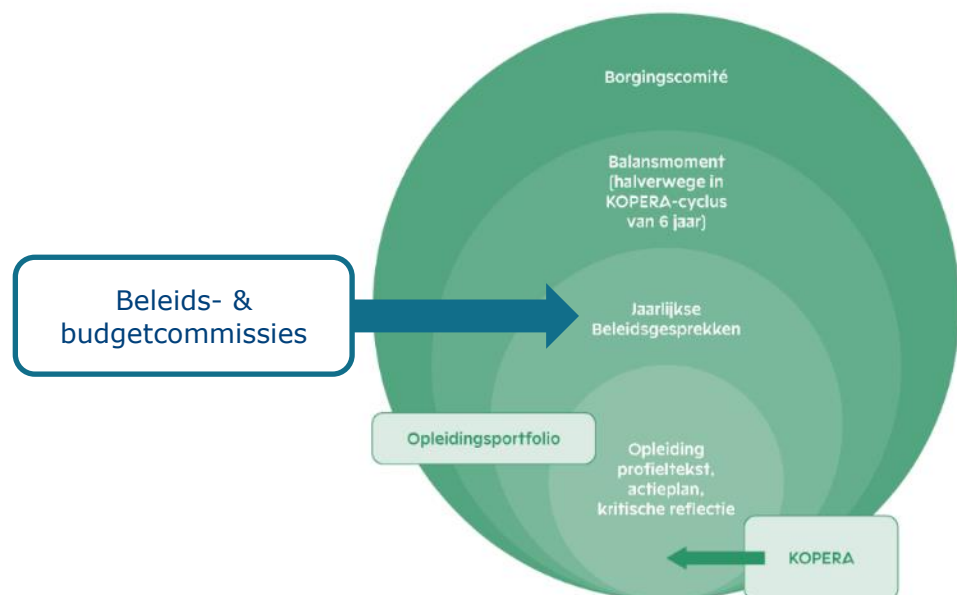 Borgingscomité
Balansmoment
(halverwege in
KOPERA-cyclus
van 6 jaar)
Beleids- &
budgetcommissies
Jaarlijkse
Beleidsgesprekken
Opleidingsportfolio
Opleiding
profieltekst,
actieplan,
kritische reflectie
KOPERA